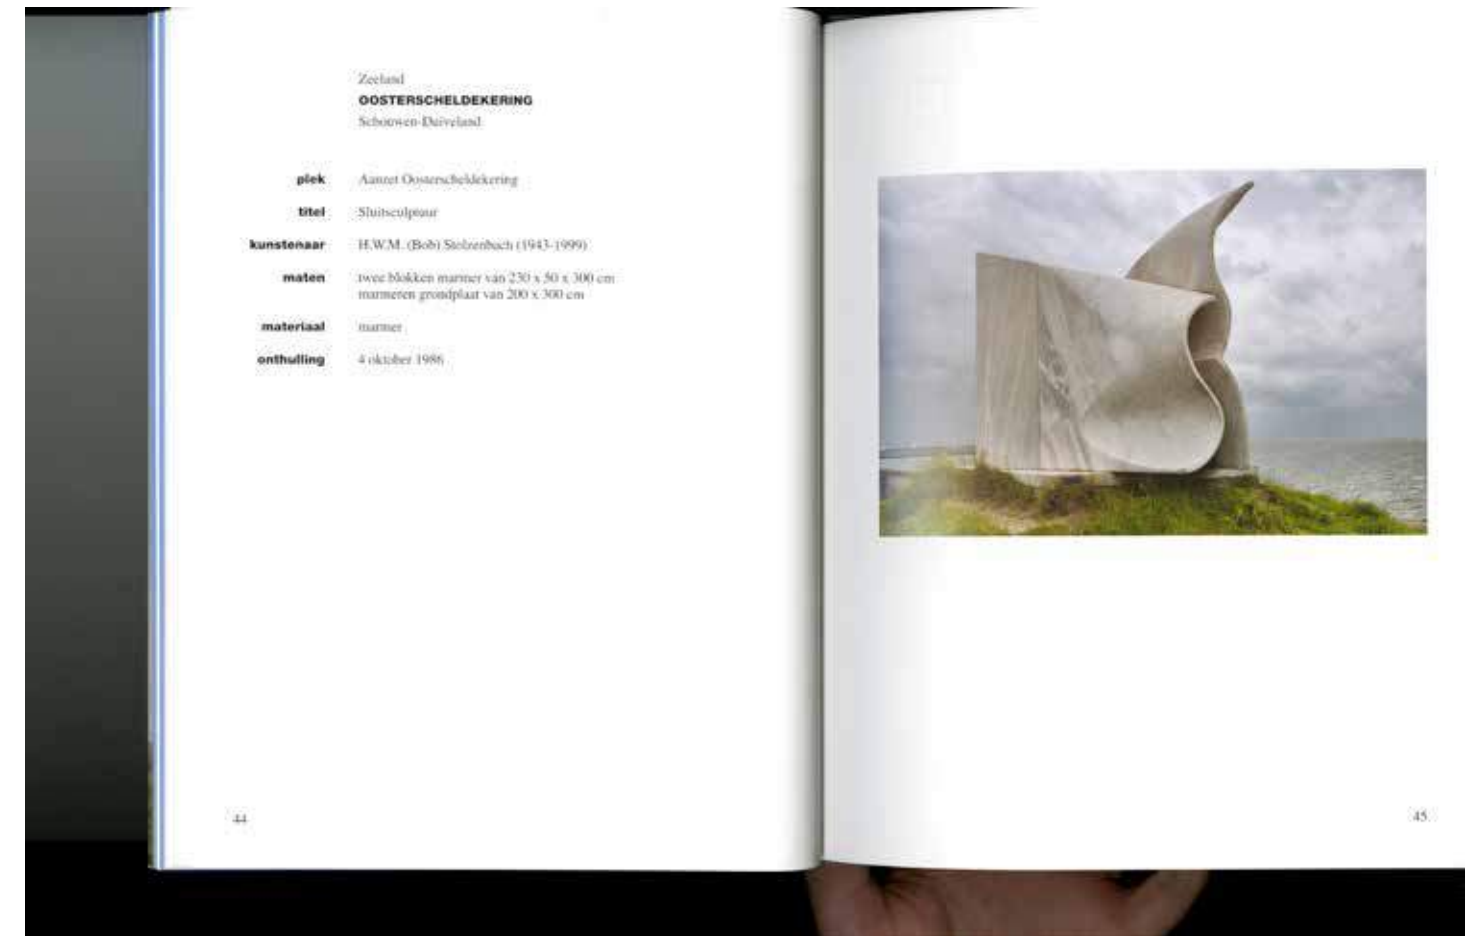 Zeeland
OOSTERSCHELDEKERING
Schouwen-Duiveland
plek Aanzet Oosterscheldekering
titel Sluitsculptuur
kunstenaar H.W.M. (Bob) Stolzenbach (1943-1999)
maten twee blokken marmer van 230 x 50 x 300 cm
marmeren grondplaat van 200 x 300 cm
materiaal marmer
onthulling 4 oktober 1986
44
45